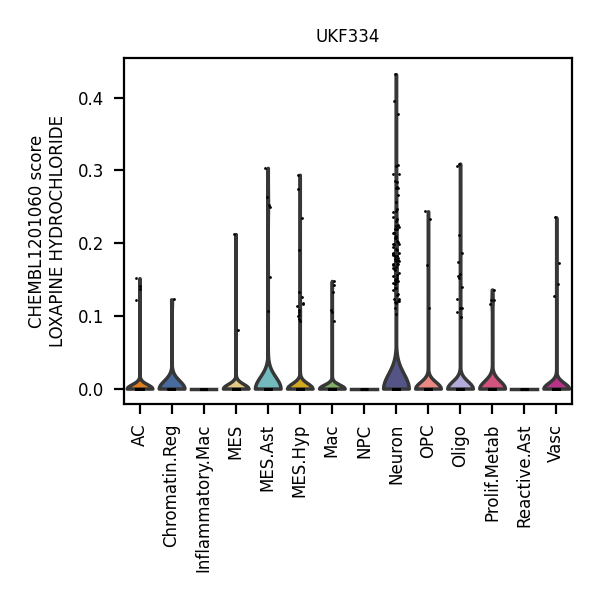 UKF334
CHEMBL1201060 score
LOXAPINE HYDROCHLORIDE
0.4
0.3
0.2
0.1
0.0
AC
Chromatin.Reg
Inflammatory.Mac
MES
MES.Ast
MES.Hyp
Mac
NPC
Neuron
OPC
Oligo
Prolif.Metab
Reactive.Ast
Vasc